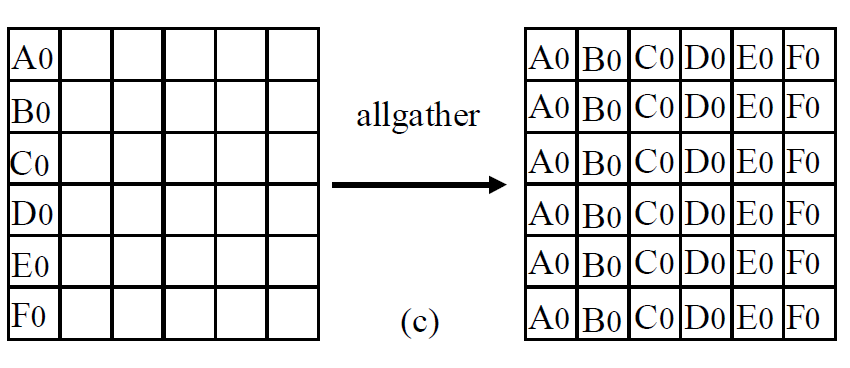 A0 A0 B0 C0 D0 E0 F0
B0 allgather A0 B0 C0 D0 E0 F0
C0 A0 B0 C0 D0 E0 F0
D0 A0 B0 C0 D0 E0 F0
E0 A0 B0 C0 D0 E0 F0
F0 (c) A0 B0 C0 D0 E0 F0